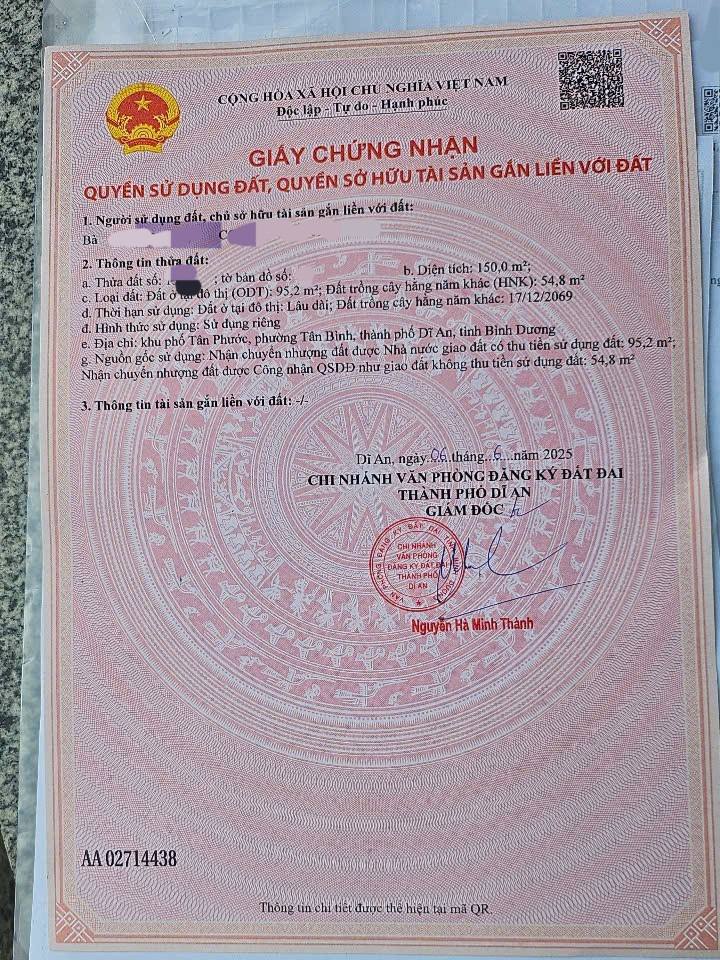 CỘNG HÒA XÃ HỘI CHỦ NGHĨA VIỆT NAM
Độc lập - Tự do - Hạnh phúc
GIẤY CHỨNG NHẬN
QUYỀN SỬ DỤNG ĐẤT, QUYỀN SỞ HỮU TÀI SẢN GẮN LIỀN VỚI ĐẤT
1. Người sử dụng đất, chủ sở hữu tài sản gắn liền với đất:
Bà C
2. Thông tin thửa đất:
a. Thửa đất số: ; tờ bản đồ số: b. Diện tích: 150,0 m²;
c. Loại đất: Đất ở tại đô thị (ODT): 95,2 m²; Đất trồng cây hằng năm khác (HNK): 54,8 m²
d. Thời hạn sử dụng: Đất ở tại đô thị: Lâu dài; Đất trồng cây hằng năm khác: 17/12/2069
đ. Hình thức sử dụng: Sử dụng riêng
e. Địa chỉ: khu phố Tân Phước, phường Tân Bình, thành phố Dĩ An, tỉnh Bình Dương
g. Nguồn gốc sử dụng: Nhận chuyển nhượng đất được Nhà nước giao đất có thu tiền sử dụng đất: 95,2 m²;
Nhận chuyển nhượng đất được Công nhận QSDĐ như giao đất không thu tiền sử dụng đất: 54,8 m²
3. Thông tin tài sản gắn liền với đất: -/-
Dĩ An, ngày 06 tháng 6 năm 2025
CHI NHÁNH VĂN PHÒNG ĐĂNG KÝ ĐẤT ĐAI
THÀNH PHỐ DĨ AN
GIÁM ĐỐC
VĂN PHÒNG ĐĂNG KÝ ĐẤT ĐAI TỈNH BÌNH DƯƠNG
CHI NHÁNH
VĂN PHÒNG
ĐĂNG KÝ ĐẤT ĐAI
THÀNH PHỐ
DĨ AN
Nguyễn Hà Minh Thành
AA 02714438
Thông tin chi tiết được thể hiện tại mã QR.